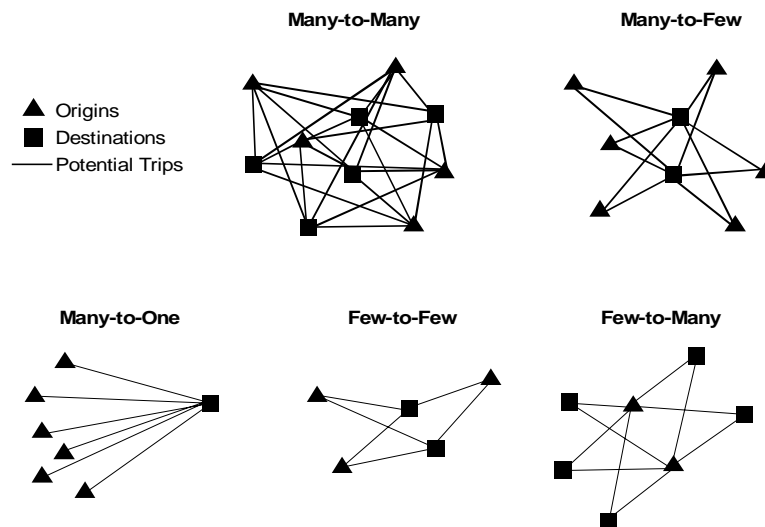 Many-to-Many
Many-to-Few
Origins
Destinations
Potential Trips
Many-to-One
Few-to-Few
Few-to-Many